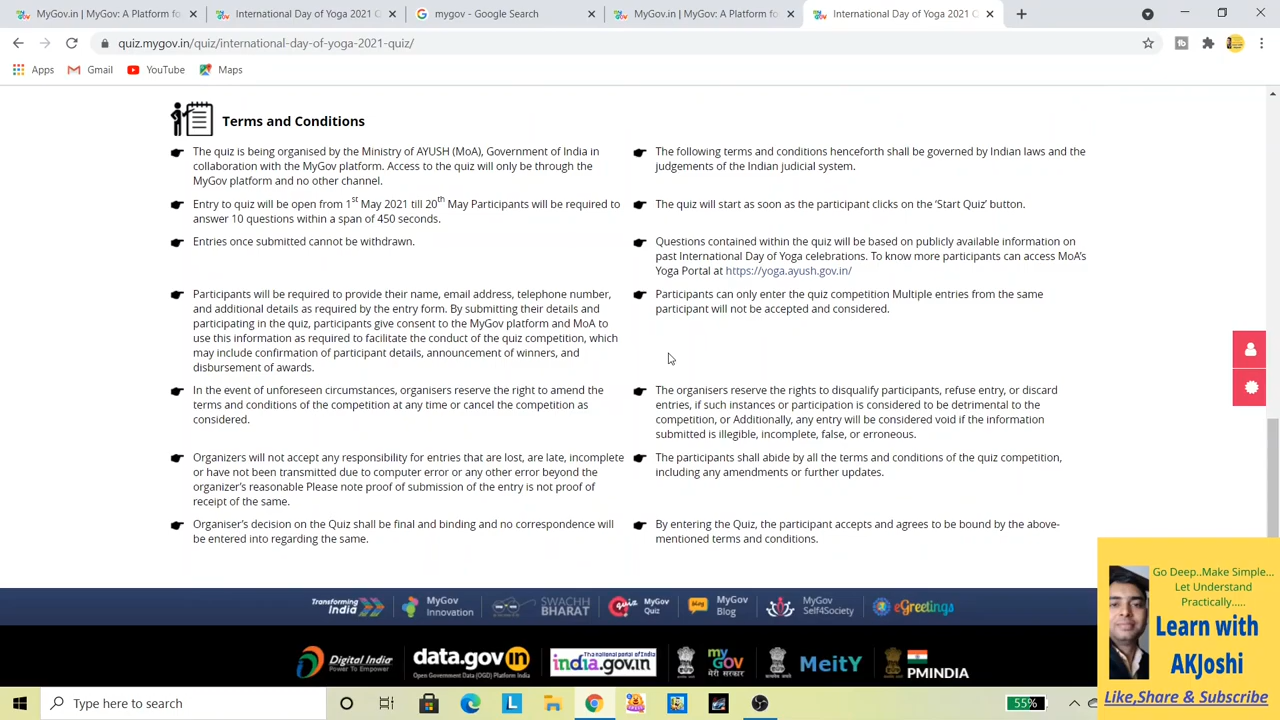 MyGov.in | MyGov: A Platform fo
International Day of Yoga 2021 Q
mygov - Google Search
MyGov.in | MyGov: A Platform fo
International Day of Yoga 2021 Q
quiz.mygov.in/quiz/international-day-of-yoga-2021-quiz/
Apps Gmail YouTube Maps
Terms and Conditions
The quiz is being organised by the Ministry of AYUSH (MoA), Government of India in
collaboration with the MyGov platform. Access to the quiz will only be through the
MyGov platform and no other channel.
The following terms and conditions henceforth shall be governed by Indian laws and the
judgements of the Indian judicial system.
Entry to quiz will be open from 1st May 2021 till 20th May Participants will be required to
answer 10 questions within a span of 450 seconds.
The quiz will start as soon as the participant clicks on the ‘Start Quiz’ button.
Entries once submitted cannot be withdrawn.
Questions contained within the quiz will be based on publicly available information on
past International Day of Yoga celebrations. To know more participants can access MoA’s
Yoga Portal at https://yoga.ayush.gov.in/
Participants will be required to provide their name, email address, telephone number,
and additional details as required by the entry form. By submitting their details and
participating in the quiz, participants give consent to the MyGov platform and MoA to
use this information as required to facilitate the conduct of the quiz competition, which
may include confirmation of participant details, announcement of winners, and
disbursement of awards.
Participants can only enter the quiz competition Multiple entries from the same
participant will not be accepted and considered.
In the event of unforeseen circumstances, organisers reserve the right to mend the
terms and conditions of the competition at any time or cancel the competition as
considered.
The organisers reserve the rights to disqualify participants, refuse entry, or discard
entries, if such instances or participation is considered to be detrimental to the
competition, or Additionally, any entry will be considered void if the information
submitted is illegible, incomplete, false, or erroneous.
Organizers will not accept any responsibility for entries that are lost, are late, incomplete
or have not been transmitted due to computer error or any other error beyond the
organizer’s reasonable Please note proof of submission of the entry is not proof of
receipt of the same.
The participants shall abide by all the terms and conditions of the quiz competition,
including any amendments or further updates.
Organiser’s decision on the Quiz shall be final and binding and no correspondence will
be entered into regarding the same.
By entering the Quiz, the participant accepts and agrees to be bound by the above-
mentioned terms and conditions.
Go Deep..Make Simple...
Let Understand
Practically.....
Learn with
AKJoshi
Like,Share & Subscribe
Transforming India
MyGov Innovation
SWACHH BHARAT
quiz MyGov Quiz
blog MyGov Blog
MyGov Self4Society
eGreetings
Digital India
Power To Empower
data.gov.in
Open Government Data (OGD) Platform India
The national portal of India
india.gov.in
my GOV
मेरी सरकार
MeitY
PMINDIA
Type here to search
55%